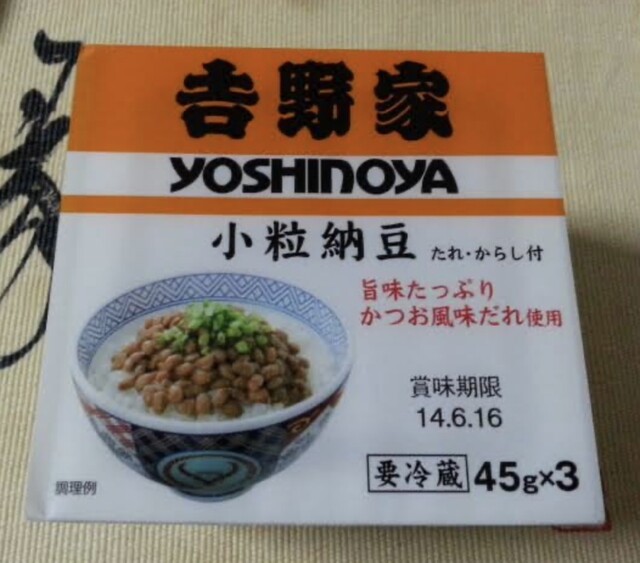 吉野家
YOSHINOYA
小粒納豆 たれ・からし付
旨味たっぷり
かつお風味だれ使用
賞味期限
14.6.16
要冷蔵 45g×3
調理例